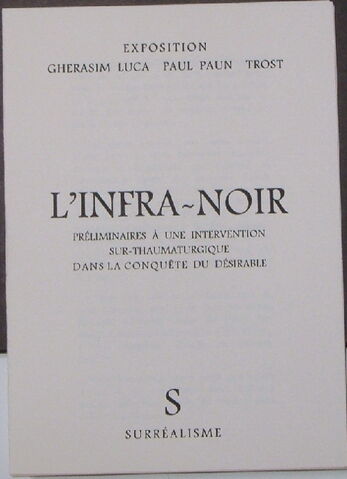 EXPOSITION
GHERASIM LUCA PAUL PAUN TROST
L'INFRA~NOIR
PRÉLIMINAIRES À UNE INTERVENTION
SUR-THAUMATURGIQUE
DANS LA CONQUÊTE DU DÉSIRABLE
S
SURRÉALISME